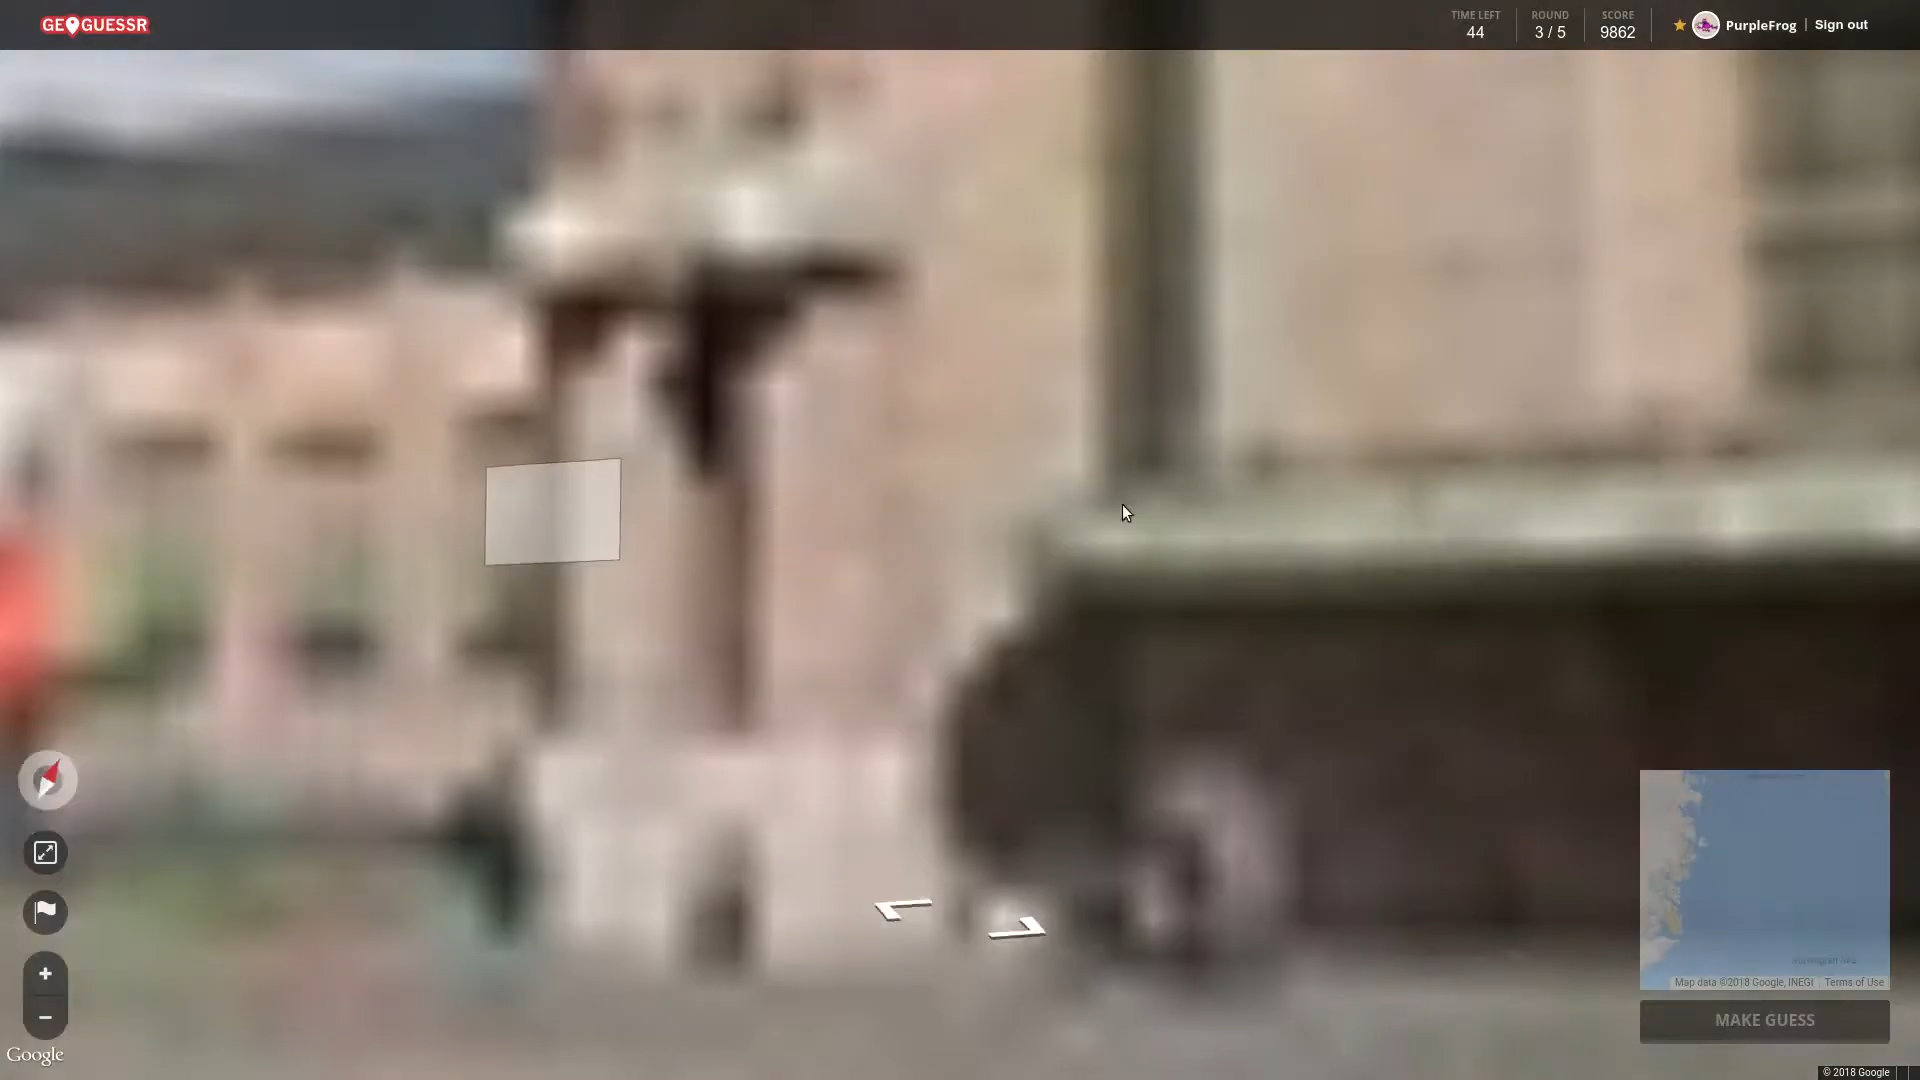 GEOGUESSR
TIME LEFT
44
ROUND
3 / 5
SCORE
9862
PurpleFrog
Sign out
+
−
Google
Map data ©2018 Google, INEGI
Terms of Use
MAKE GUESS
© 2018 Google